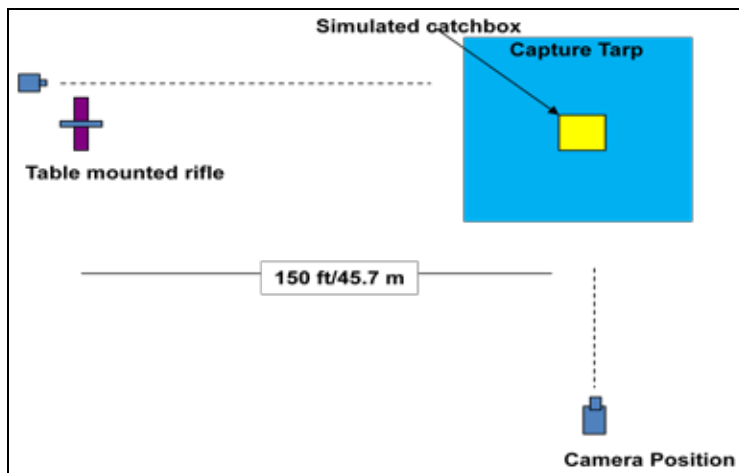 Simulated catchbox
Capture Tarp
Table mounted rifle
150 ft/45.7 m
Camera Position